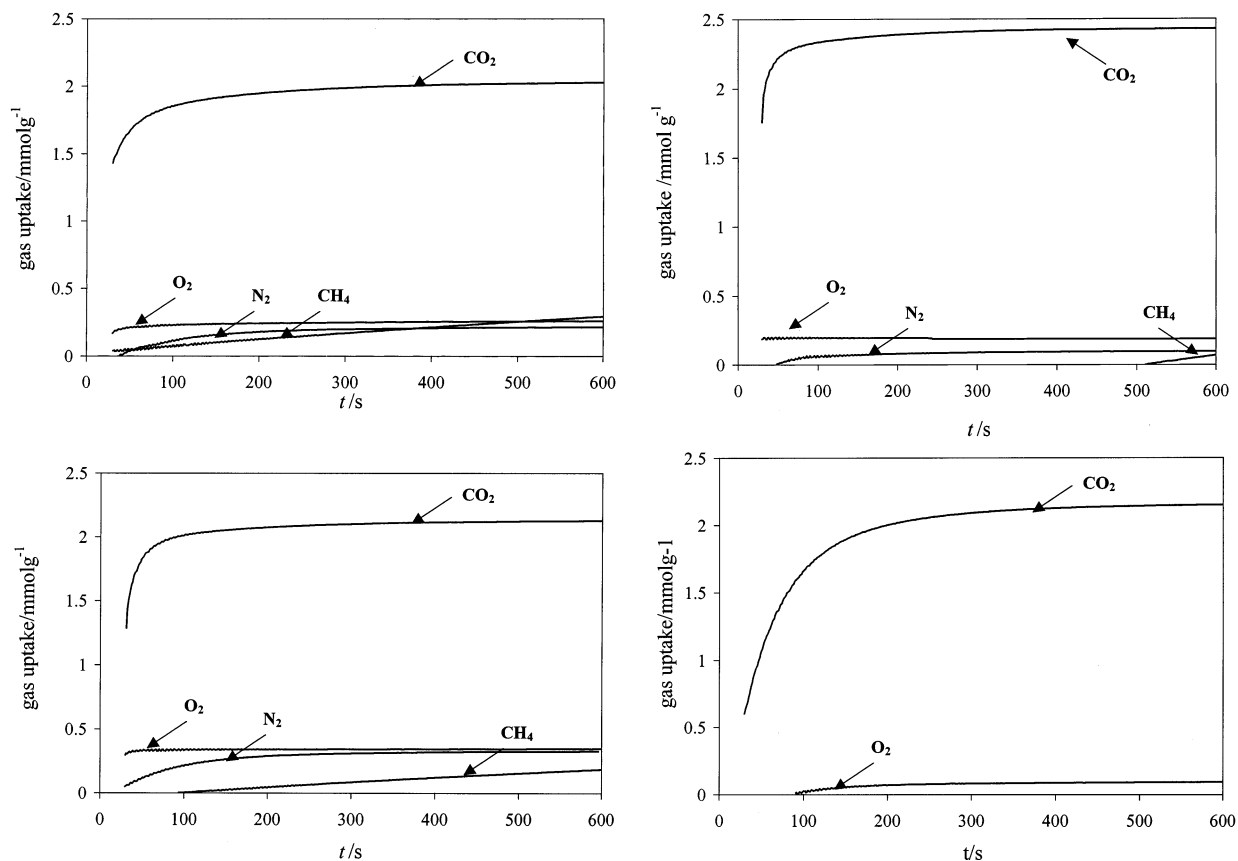 gas uptake/mmolg⁻¹
2.5
2
1.5
1
0.5
0
CO₂
O₂
N₂
CH₄
0
100
200
300
400
500
600
t /s
gas uptake /mmol g⁻¹
2.5
2
1.5
1
0.5
0
CO₂
O₂
N₂
CH₄
0
100
200
300
400
500
600
t /s
gas uptake/mmolg⁻¹
2.5
2
1.5
1
0.5
0
CO₂
O₂
N₂
CH₄
0
100
200
300
400
500
600
t /s
gas uptake/mmolg-1
2.5
2
1.5
1
0.5
0
CO₂
O₂
0
100
200
300
400
500
600
t/s